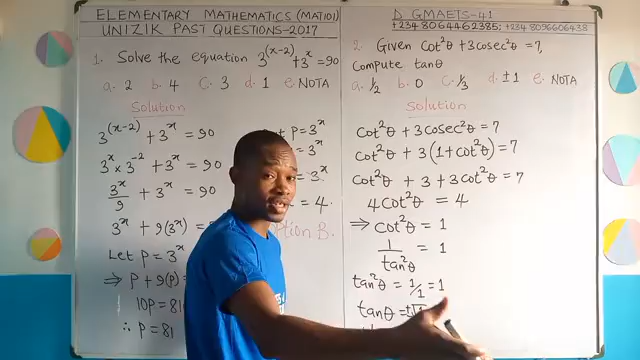 ELEMENTARY MATHEMATICS (MAT101)
UNIZIK PAST QUESTIONS-2017
1. Solve the equation 3^(x-2) + 3^x = 90
a. 2 b. 4 c. 3 d. 1 e. NOTA
Solution
3^(x-2) + 3^x = 90
3^x × 3^-2 + 3^x = 90
3^x/9 + 3^x = 90
3^x + 9(3^x) =
Let P = 3^x
⇒ P + 9(P) =
10P = 81
∴ P = 81
P = 3^x
= 3^x
= 3^x
= 4.
B.
D GMAETS-41
+234 8064462385; +234 8096606438
2. Given cot²θ + 3cosec²θ = 7,
Compute tanθ
a. 1/2 b. 0 c. 1/3 d. ±1 e. NOTA
Solution
cot²θ + 3cosec²θ = 7
cot²θ + 3(1 + cot²θ) = 7
cot²θ + 3 + 3cot²θ = 7
4cot²θ = 4
⇒ cot²θ = 1
1/tan²θ = 1
tan²θ = 1/1 = 1
tanθ = ±√1